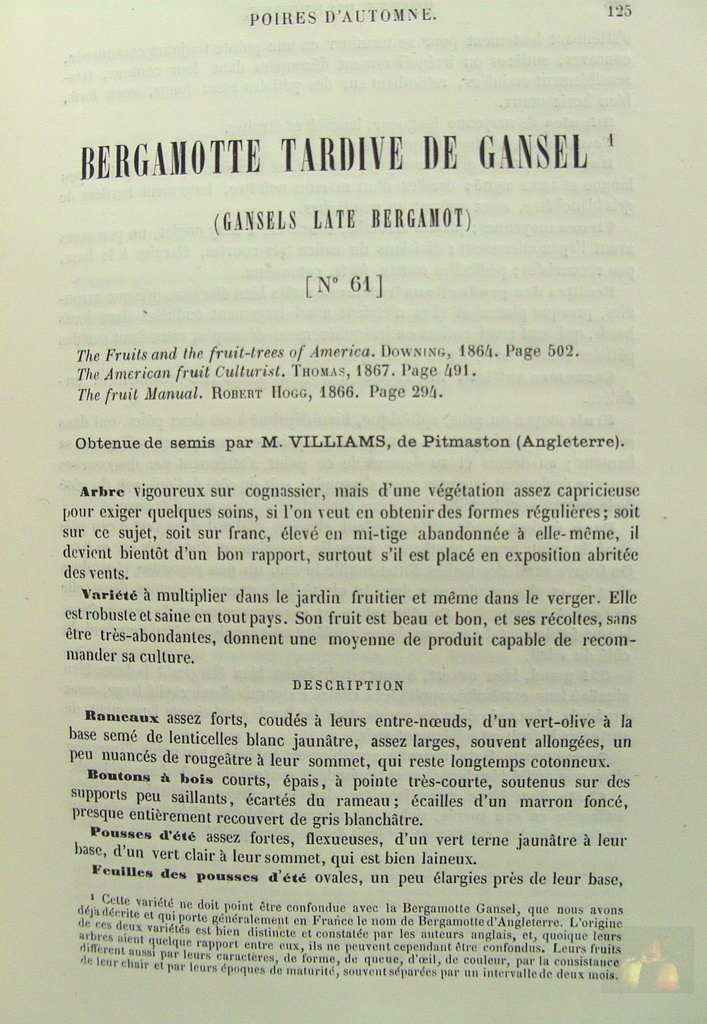 POIRES D'AUTOMNE.
125
BERGAMOTTE TARDIVE DE GANSEL ¹
(GANSELS LATE BERGAMOT)
[N° 61]
The Fruits and the fruit-trees of America. DOWNING, 1864. Page 502.
The American fruit Culturist. THOMAS, 1867. Page 491.
The fruit Manual. ROBERT HOGG, 1866. Page 294.
Obtenue de semis par M. VILLIAMS, de Pitmaston (Angleterre).
Arbre vigoureux sur cognassier, mais d'une végétation assez capricieuse
pour exiger quelques soins, si l'on veut en obtenir des formes régulières; soit
sur ce sujet, soit sur franc, élevé en mi-tige abandonnée à elle-même, il
devient bientôt d'un bon rapport, surtout s'il est placé en exposition abritée
des vents.
Variété à multiplier dans le jardin fruitier et même dans le verger. Elle
est robuste et saine en tout pays. Son fruit est beau et bon, et ses récoltes, sans
être très-abondantes, donnent une moyenne de produit capable de recom-
mander sa culture.
DESCRIPTION
Rameaux assez forts, coudés à leurs entre-nœuds, d'un vert-olive à la
base semé de lenticelles blanc jaunâtre, assez larges, souvent allongées, un
peu nuancés de rougeâtre à leur sommet, qui reste longtemps cotonneux.
Boutons à bois courts, épais, à pointe très-courte, soutenus sur des
supports peu saillants, écartés du rameau; écailles d'un marron foncé,
presque entièrement recouvert de gris blanchâtre.
Pousses d'été assez fortes, flexueuses, d'un vert terne jaunâtre à leur
base, d'un vert clair à leur sommet, qui est bien laineux.
Feuilles des pousses d'été ovales, un peu élargies près de leur base,
¹ Cette variété ne doit point être confondue avec la Bergamotte Gansel, que nous avons
déjà décrite et qui porte généralement en France le nom de Bergamotte d'Angleterre. L'origine
de ces deux variétés est bien distincte et constatée par les auteurs anglais, et, quoique leurs
arbres aient quelque rapport entre eux, ils ne peuvent cependant être confondus. Leurs fruits
diffèrent aussi par leurs caractères, de forme, de queue, d'œil, de couleur, par la consistance
de leur chair et par leurs époques de maturité, souvent séparées par un intervalle de deux mois.